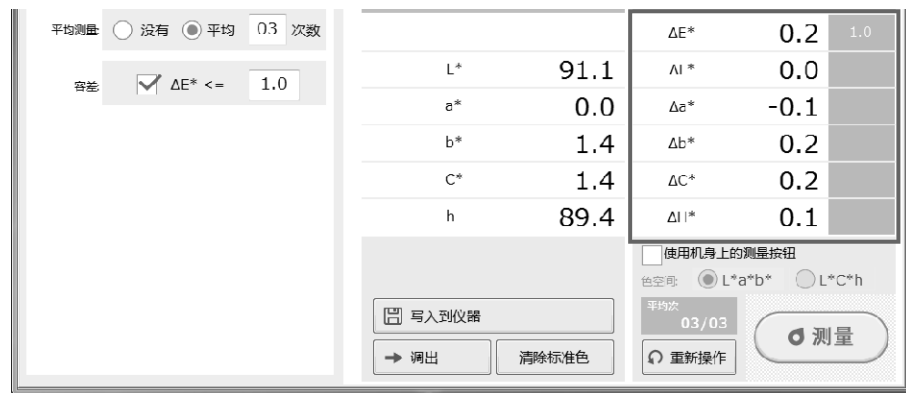 平均测量: 没有 平均 03 次数
容差: ΔE* <= 1.0
L* 91.1
a* 0.0
b* 1.4
C* 1.4
h 89.4
ΔE* 0.2 1.0
ΔL* 0.0
Δa* -0.1
Δb* 0.2
ΔC* 0.2
ΔH* 0.1
使用机身上的测量按钮
色空间: L*a*b* L*C*h
写入到仪器
调出 清除标准色
平均次
03/03
重新操作
测量